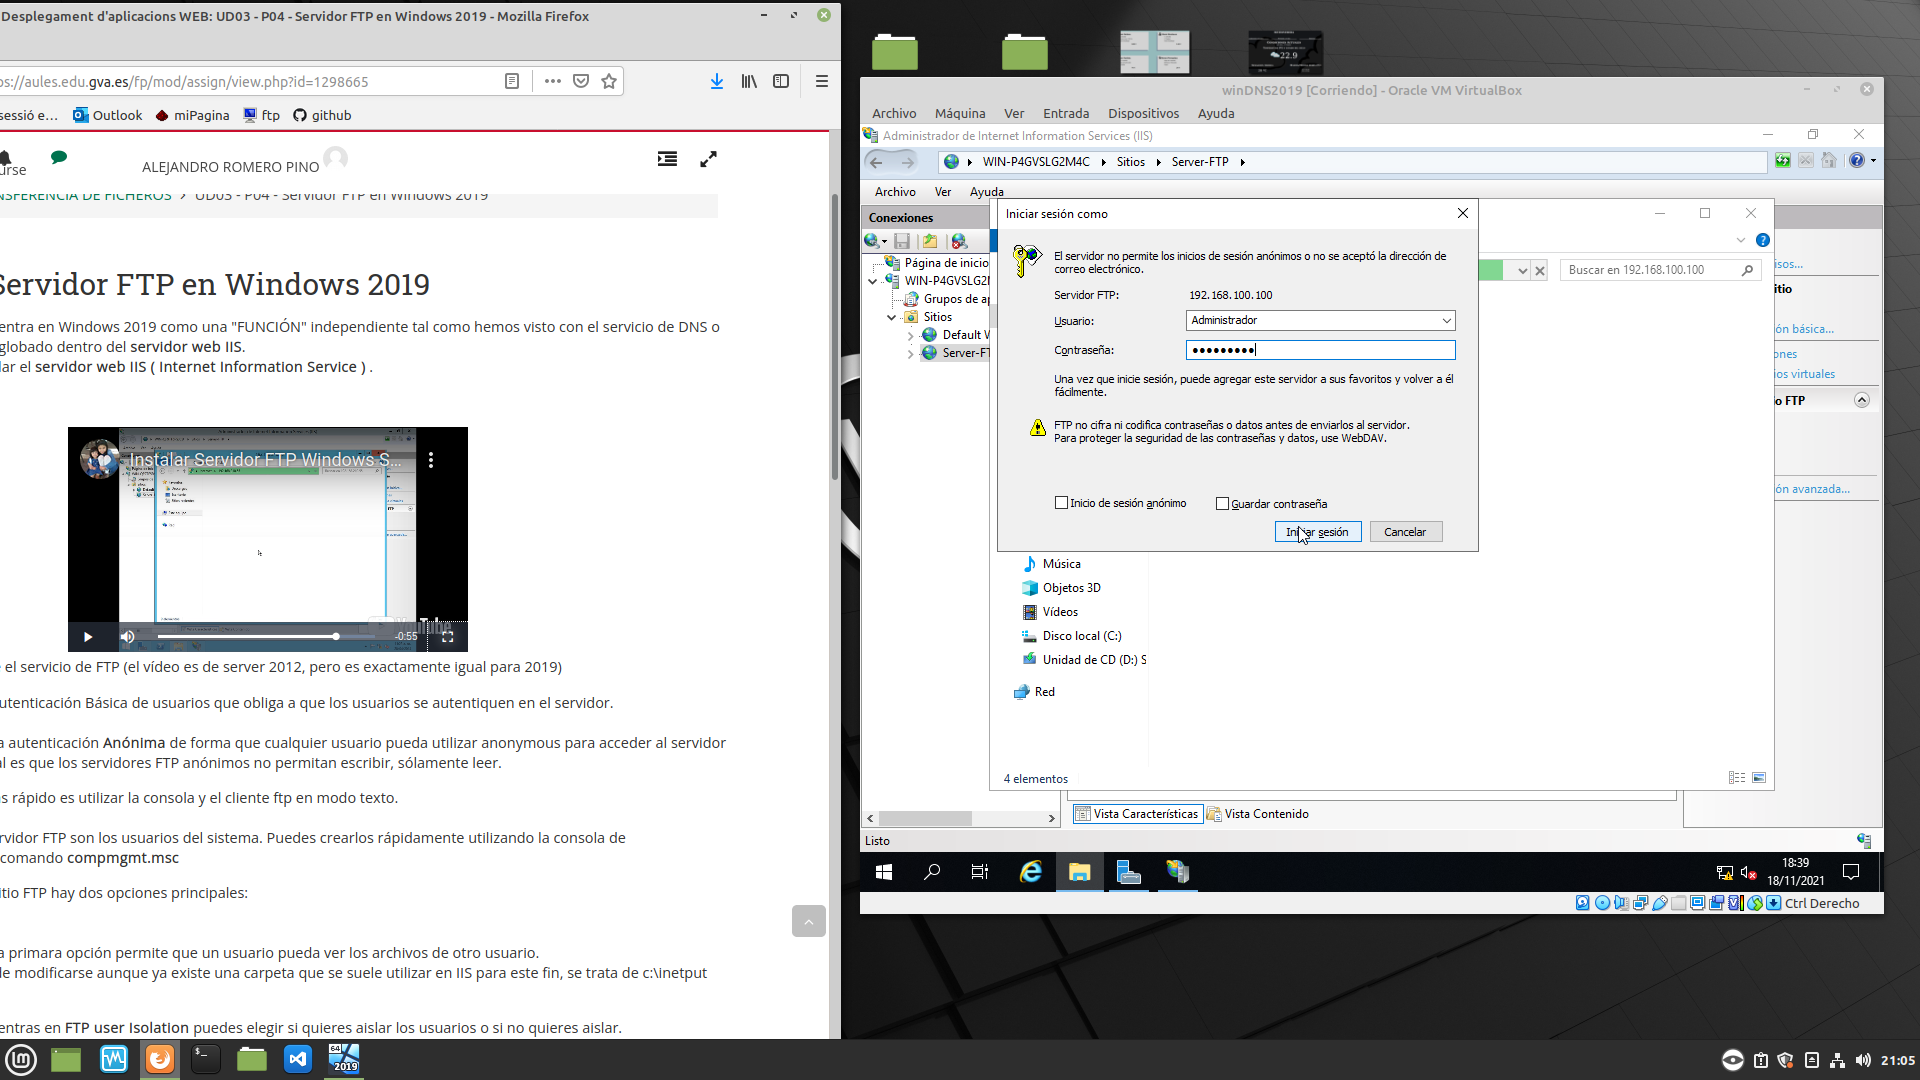 Desplegament d'aplicacions WEB: UD03 - P04 - Servidor FTP en Windows 2019 - Mozilla Firefox
os://aules.edu.gva.es/fp/mod/assign/view.php?id=1298665
sessió e...
Outlook
miPagina
ftp
github
urse
ALEJANDRO ROMERO PINO
NSFERENCIA DE FICHEROS > UD03 - P04 - Servidor FTP en Windows 2019
Servidor FTP en Windows 2019
entra en Windows 2019 como una "FUNCIÓN" independiente tal como hemos visto con el servicio de DNS o
globado dentro del servidor web IIS.
lar el servidor web IIS ( Internet Information Service ) .
Instalar Servidor FTP Windows S...
-0:55
e el servicio de FTP (el vídeo es de server 2012, pero es exactamente igual para 2019)
utenticación Básica de usuarios que obliga a que los usuarios se autentiquen en el servidor.
a autenticación Anónima de forma que cualquier usuario pueda utilizar anonymous para acceder al servidor
al es que los servidores FTP anónimos no permitan escribir, sólamente leer.
ás rápido es utilizar la consola y el cliente ftp en modo texto.
rvidor FTP son los usuarios del sistema. Puedes crearlos rápidamente utilizando la consola de
comando compmgmt.msc
itio FTP hay dos opciones principales:
a primara opción permite que un usuario pueda ver los archivos de otro usuario.
de modificarse aunque ya existe una carpeta que se suele utilizar en IIS para este fin, se trata de c:\inetput
entras en FTP user Isolation puedes elegir si quieres aislar los usuarios o si no quieres aislar.
22.9
winDNS2019 [Corriendo] - Oracle VM VirtualBox
Archivo Máquina Ver Entrada Dispositivos Ayuda
Administrador de Internet Information Services (IIS)
WIN-P4GVSLG2M4C Sitios Server-FTP
Archivo Ver Ayuda
Conexiones
Página de inicio
WIN-P4GVSLG2M
Grupos de ap
Sitios
Default W
Server-FT
Iniciar sesión como
El servidor no permite los inicios de sesión anónimos o no se aceptó la dirección de
correo electrónico.
Servidor FTP: 192.168.100.100
Usuario: Administrador
Contraseña: ●●●●●●●●●
Una vez que inicie sesión, puede agregar este servidor a sus favoritos y volver a él
fácilmente.
FTP no cifra ni codifica contraseñas o datos antes de enviarlos al servidor.
Para proteger la seguridad de las contraseñas y datos, use WebDAV.
Inicio de sesión anónimo
Guardar contraseña
Iniciar sesión
Cancelar
Buscar en 192.168.100.100
isos...
itio
ón básica...
ones
ios virtuales
o FTP
ón avanzada...
Música
Objetos 3D
Vídeos
Disco local (C:)
Unidad de CD (D:) S
Red
4 elementos
Vista Características
Vista Contenido
Listo
18:39
18/11/2021
Ctrl Derecho
64
2019
21:05